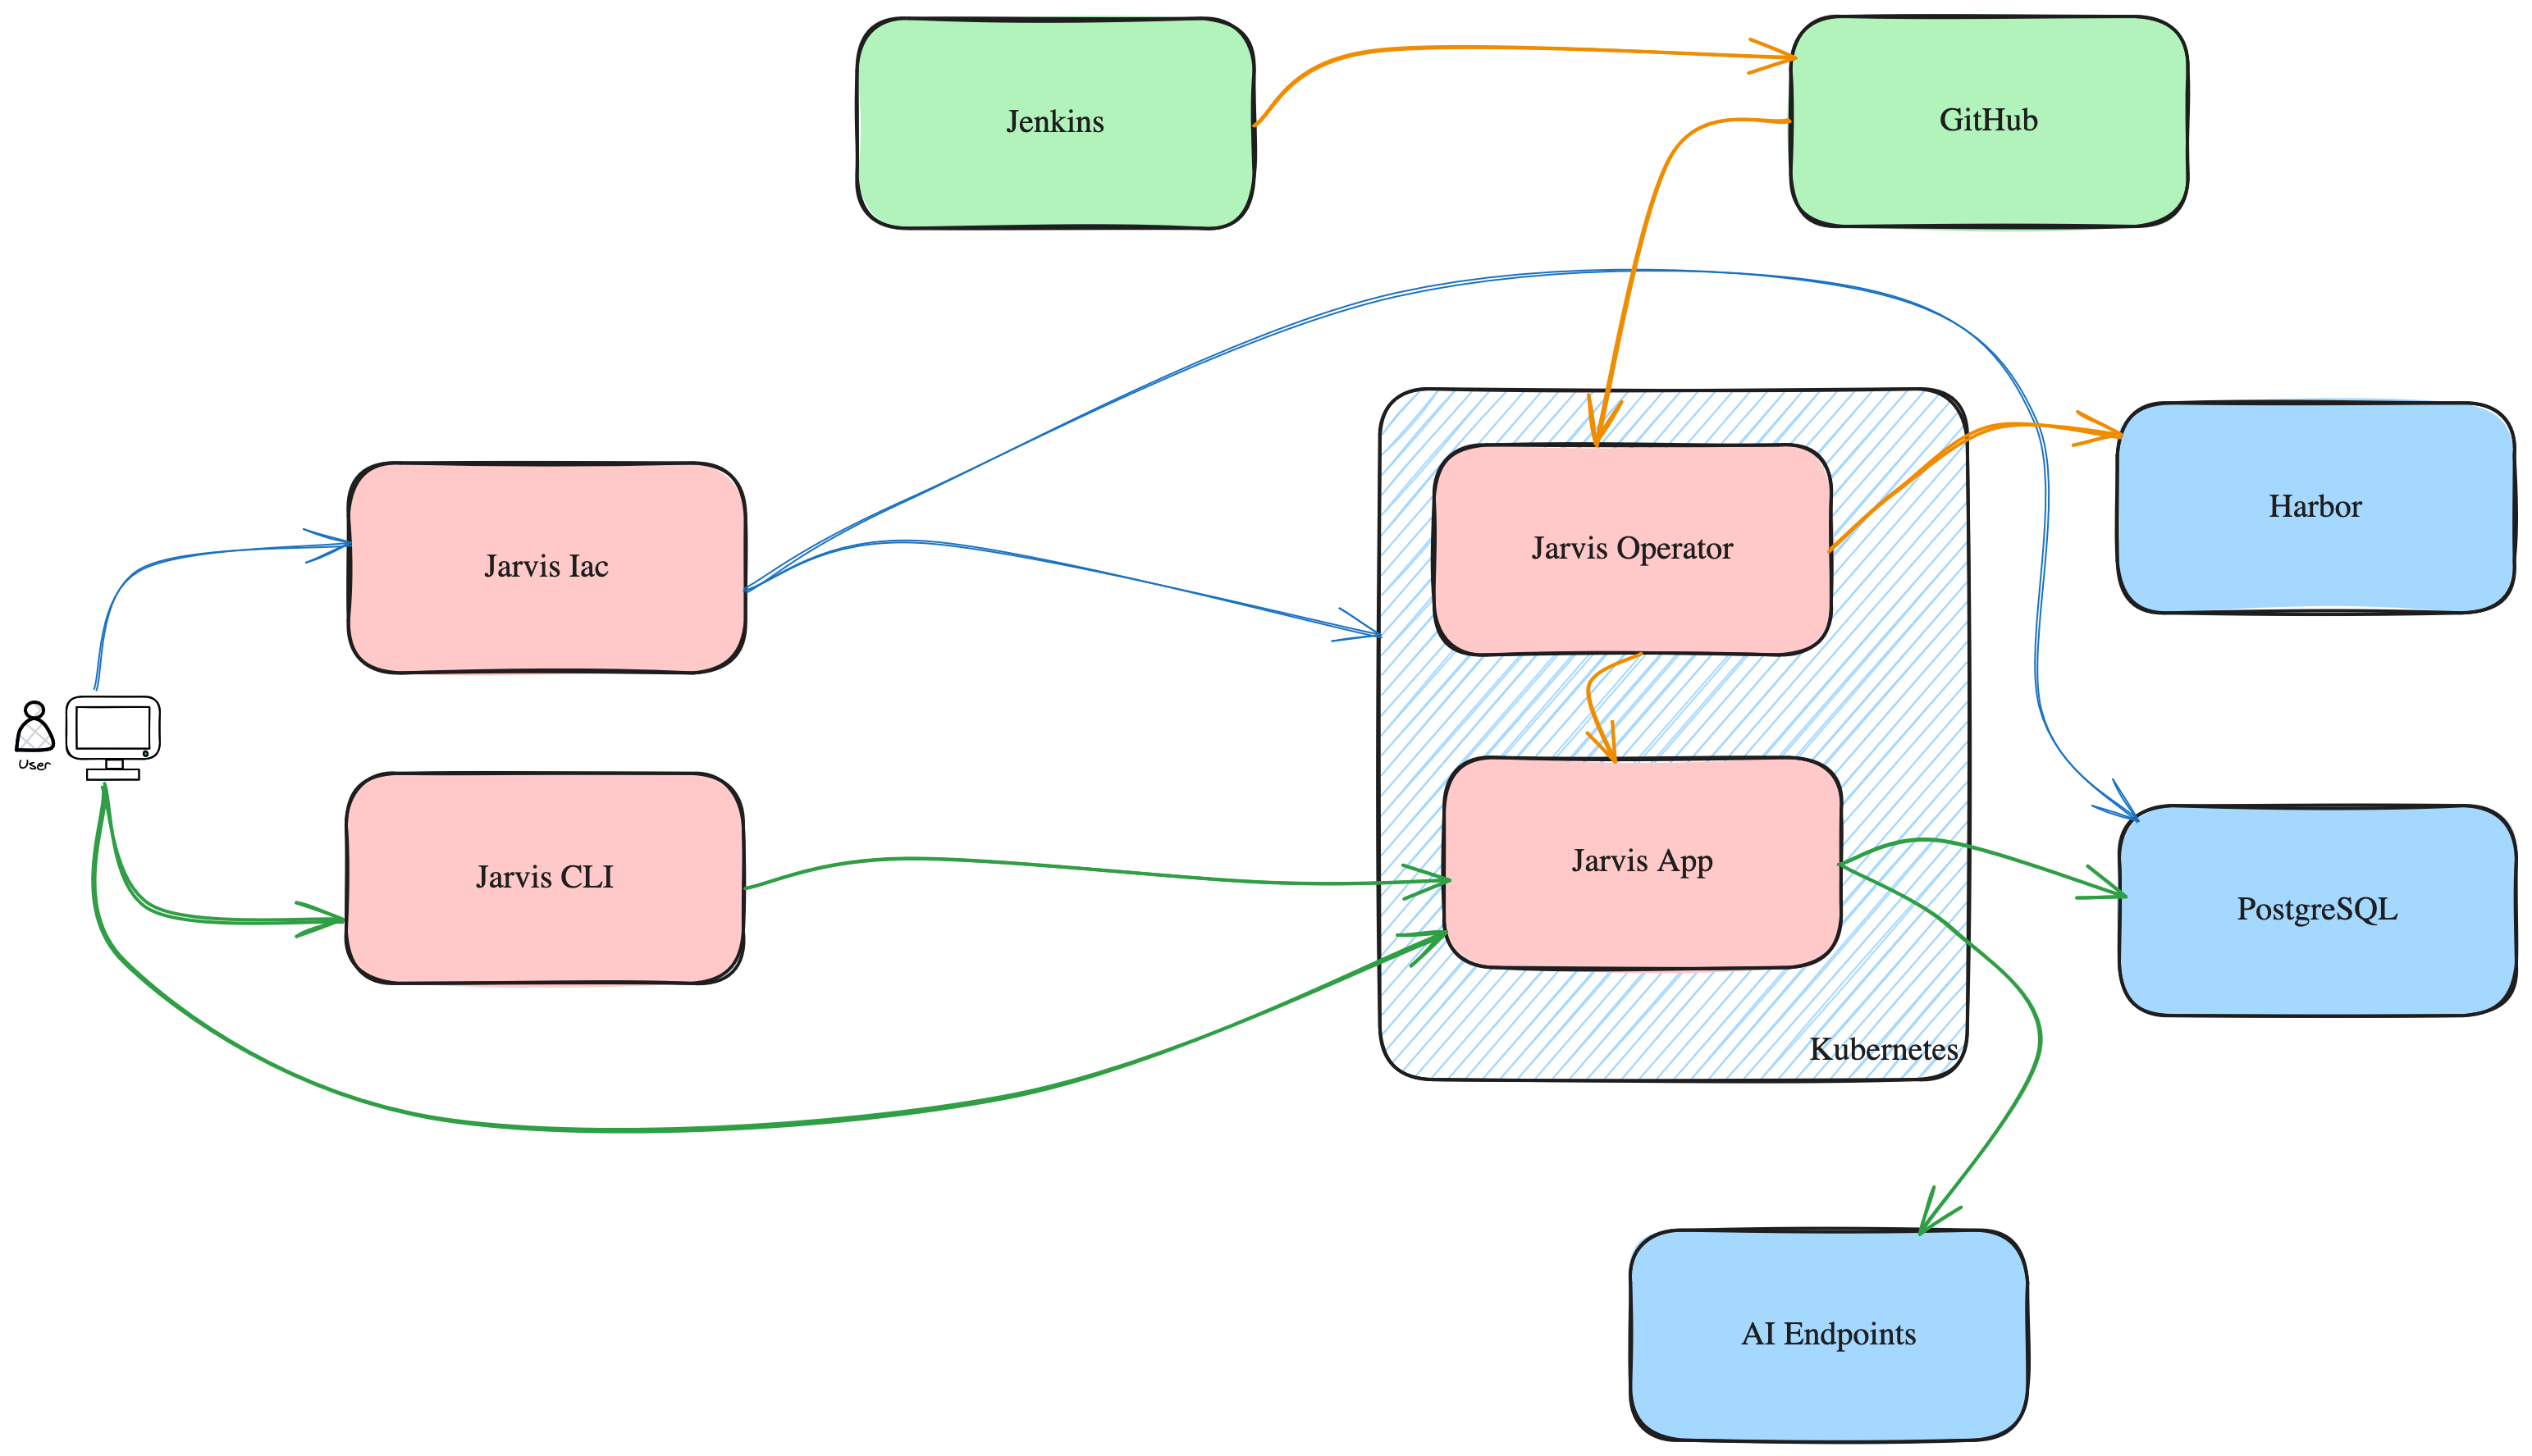 Jenkins
GitHub
Jarvis Iac
Jarvis Operator
Harbor
User
Jarvis CLI
Jarvis App
PostgreSQL
Kubernetes
AI Endpoints